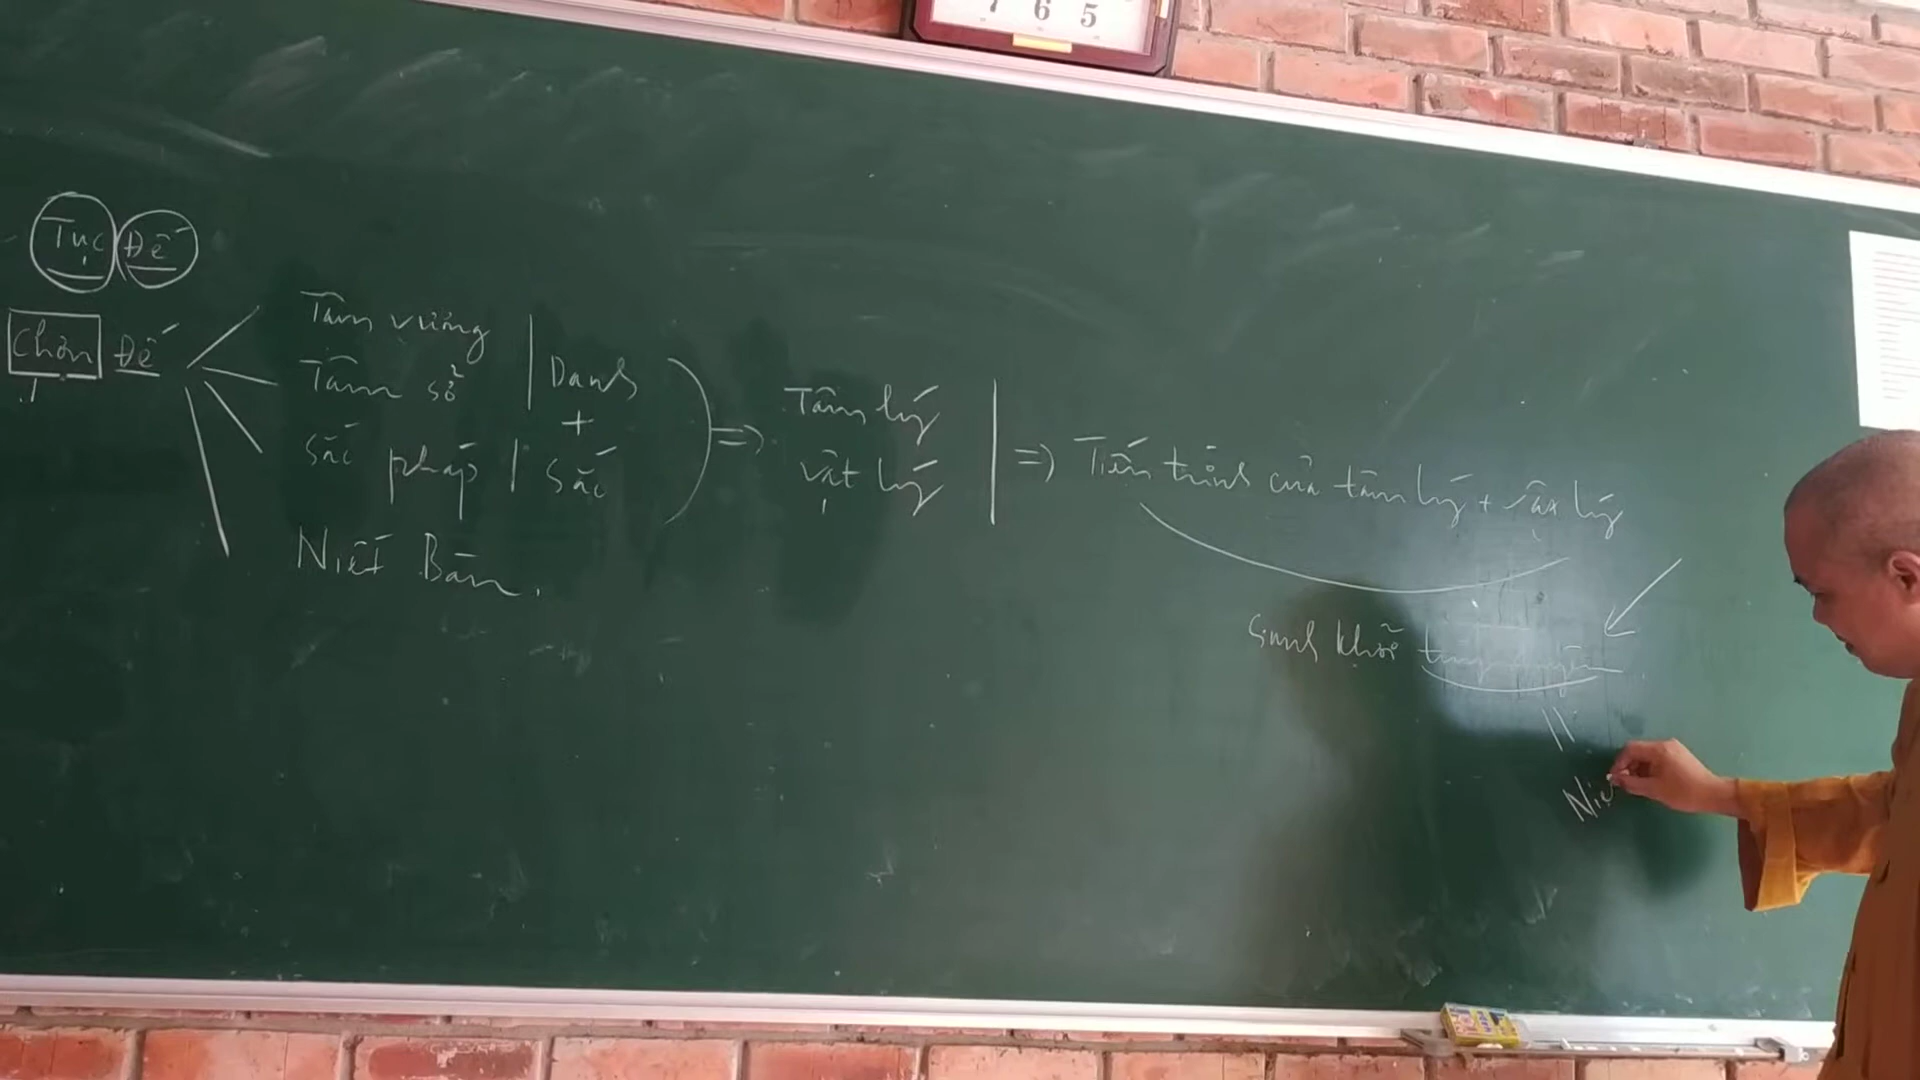 7 6 5
Tục Đế
Chơn Đế
Tâm vương
Tâm sở
sắc pháp
Niết Bàn.
Danh
+
Sắc
=> Tâm lý
vật lý
=> Tiến trình của tâm lý + vật lý
Sinh khởi
Niế